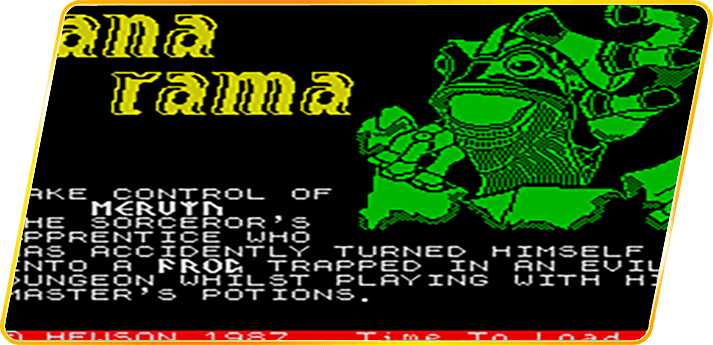 ana
rama
AKE CONTROL OF
MERVYN
HE SORCEROR'S
APPRENTICE WHO
AS ACCIDENTLY TURNED HIMSELF
INTO A FROG TRAPPED IN AN EVIL
DUNGEON WHILST PLAYING WITH HI
MASTER'S POTIONS.
© HEWSON 1987 Time To Load